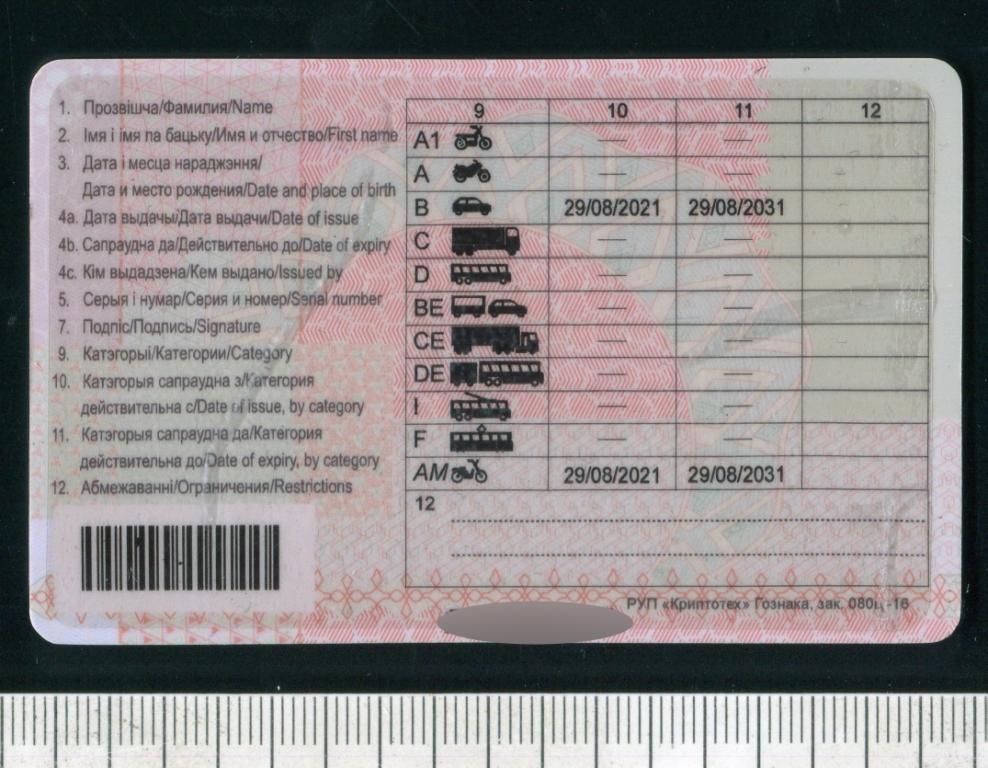 1. Прозвішча/Фамилия/Name
2. Імя і імя па бацьку/Имя и отчество/First name
3. Дата і месца нараджэння/
Дата и место рождения/Date and place of birth
4a. Дата выдачы/Дата выдачи/Date of issue
4b. Сапраўдна да/Действительно до/Date of expiry
4c. Кім выдадзена/Кем выдано/Issued by
5. Серыя і нумар/Серия и номер/Serial number
7. Подпіс/Подпись/Signature
9. Катэгорыі/Категории/Category
10. Катэгорыя сапраўдна з/Категория
действительна с/Date of issue, by category
11. Катэгорыя сапраўдна да/Категория
действительна до/Date of expiry, by category
12. Абмежаванні/Ограничения/Restrictions
9 10 11 12
A1 — —
A — —
B 29/08/2021 29/08/2031
C — —
D — —
BE — —
CE — —
DE — —
I — —
F — —
AM 29/08/2021 29/08/2031
12
РУП «Криптотех» Гознака, зак. 080ц-16